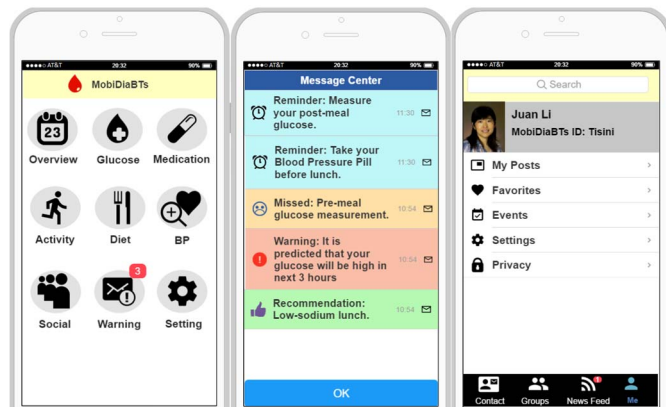 AT&T 20:32 90%
MobiDiaBTs
23
Overview Glucose Medication
Activity Diet BP
3
Social Warning Setting
AT&T 20:32 90%
Message Center
Reminder: Measure
your post-meal
glucose.
11:30
Reminder: Take your
Blood Pressure Pill
before lunch.
11:30
Missed: Pre-meal
glucose measurement.
10:54
Warning: It is
predicted that your
glucose will be high in
next 3 hours
10:54
Recommendation:
Low-sodium lunch.
10:54
OK
AT&T 20:32 90%
Search
Juan Li
MobiDiaBTs ID: Tisini
My Posts
Favorites
Events
Settings
Privacy
1
Contact Groups News Feed Me